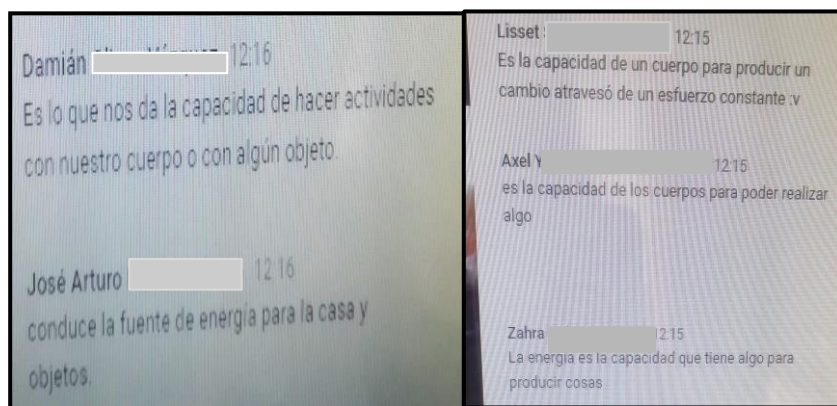 Damián 12:16
Es lo que nos da la capacidad de hacer actividades
con nuestro cuerpo o con algún objeto.
José Arturo 12:16
conduce la fuente de energía para la casa y
objetos.
Lisset 12:15
Es la capacidad de un cuerpo para producir un
cambio atravesó de un esfuerzo constante :v
Axel Y 12:15
es la capacidad de los cuerpos para poder realizar
algo
Zahra 12:15
La energía es la capacidad que tiene algo para
producir cosas